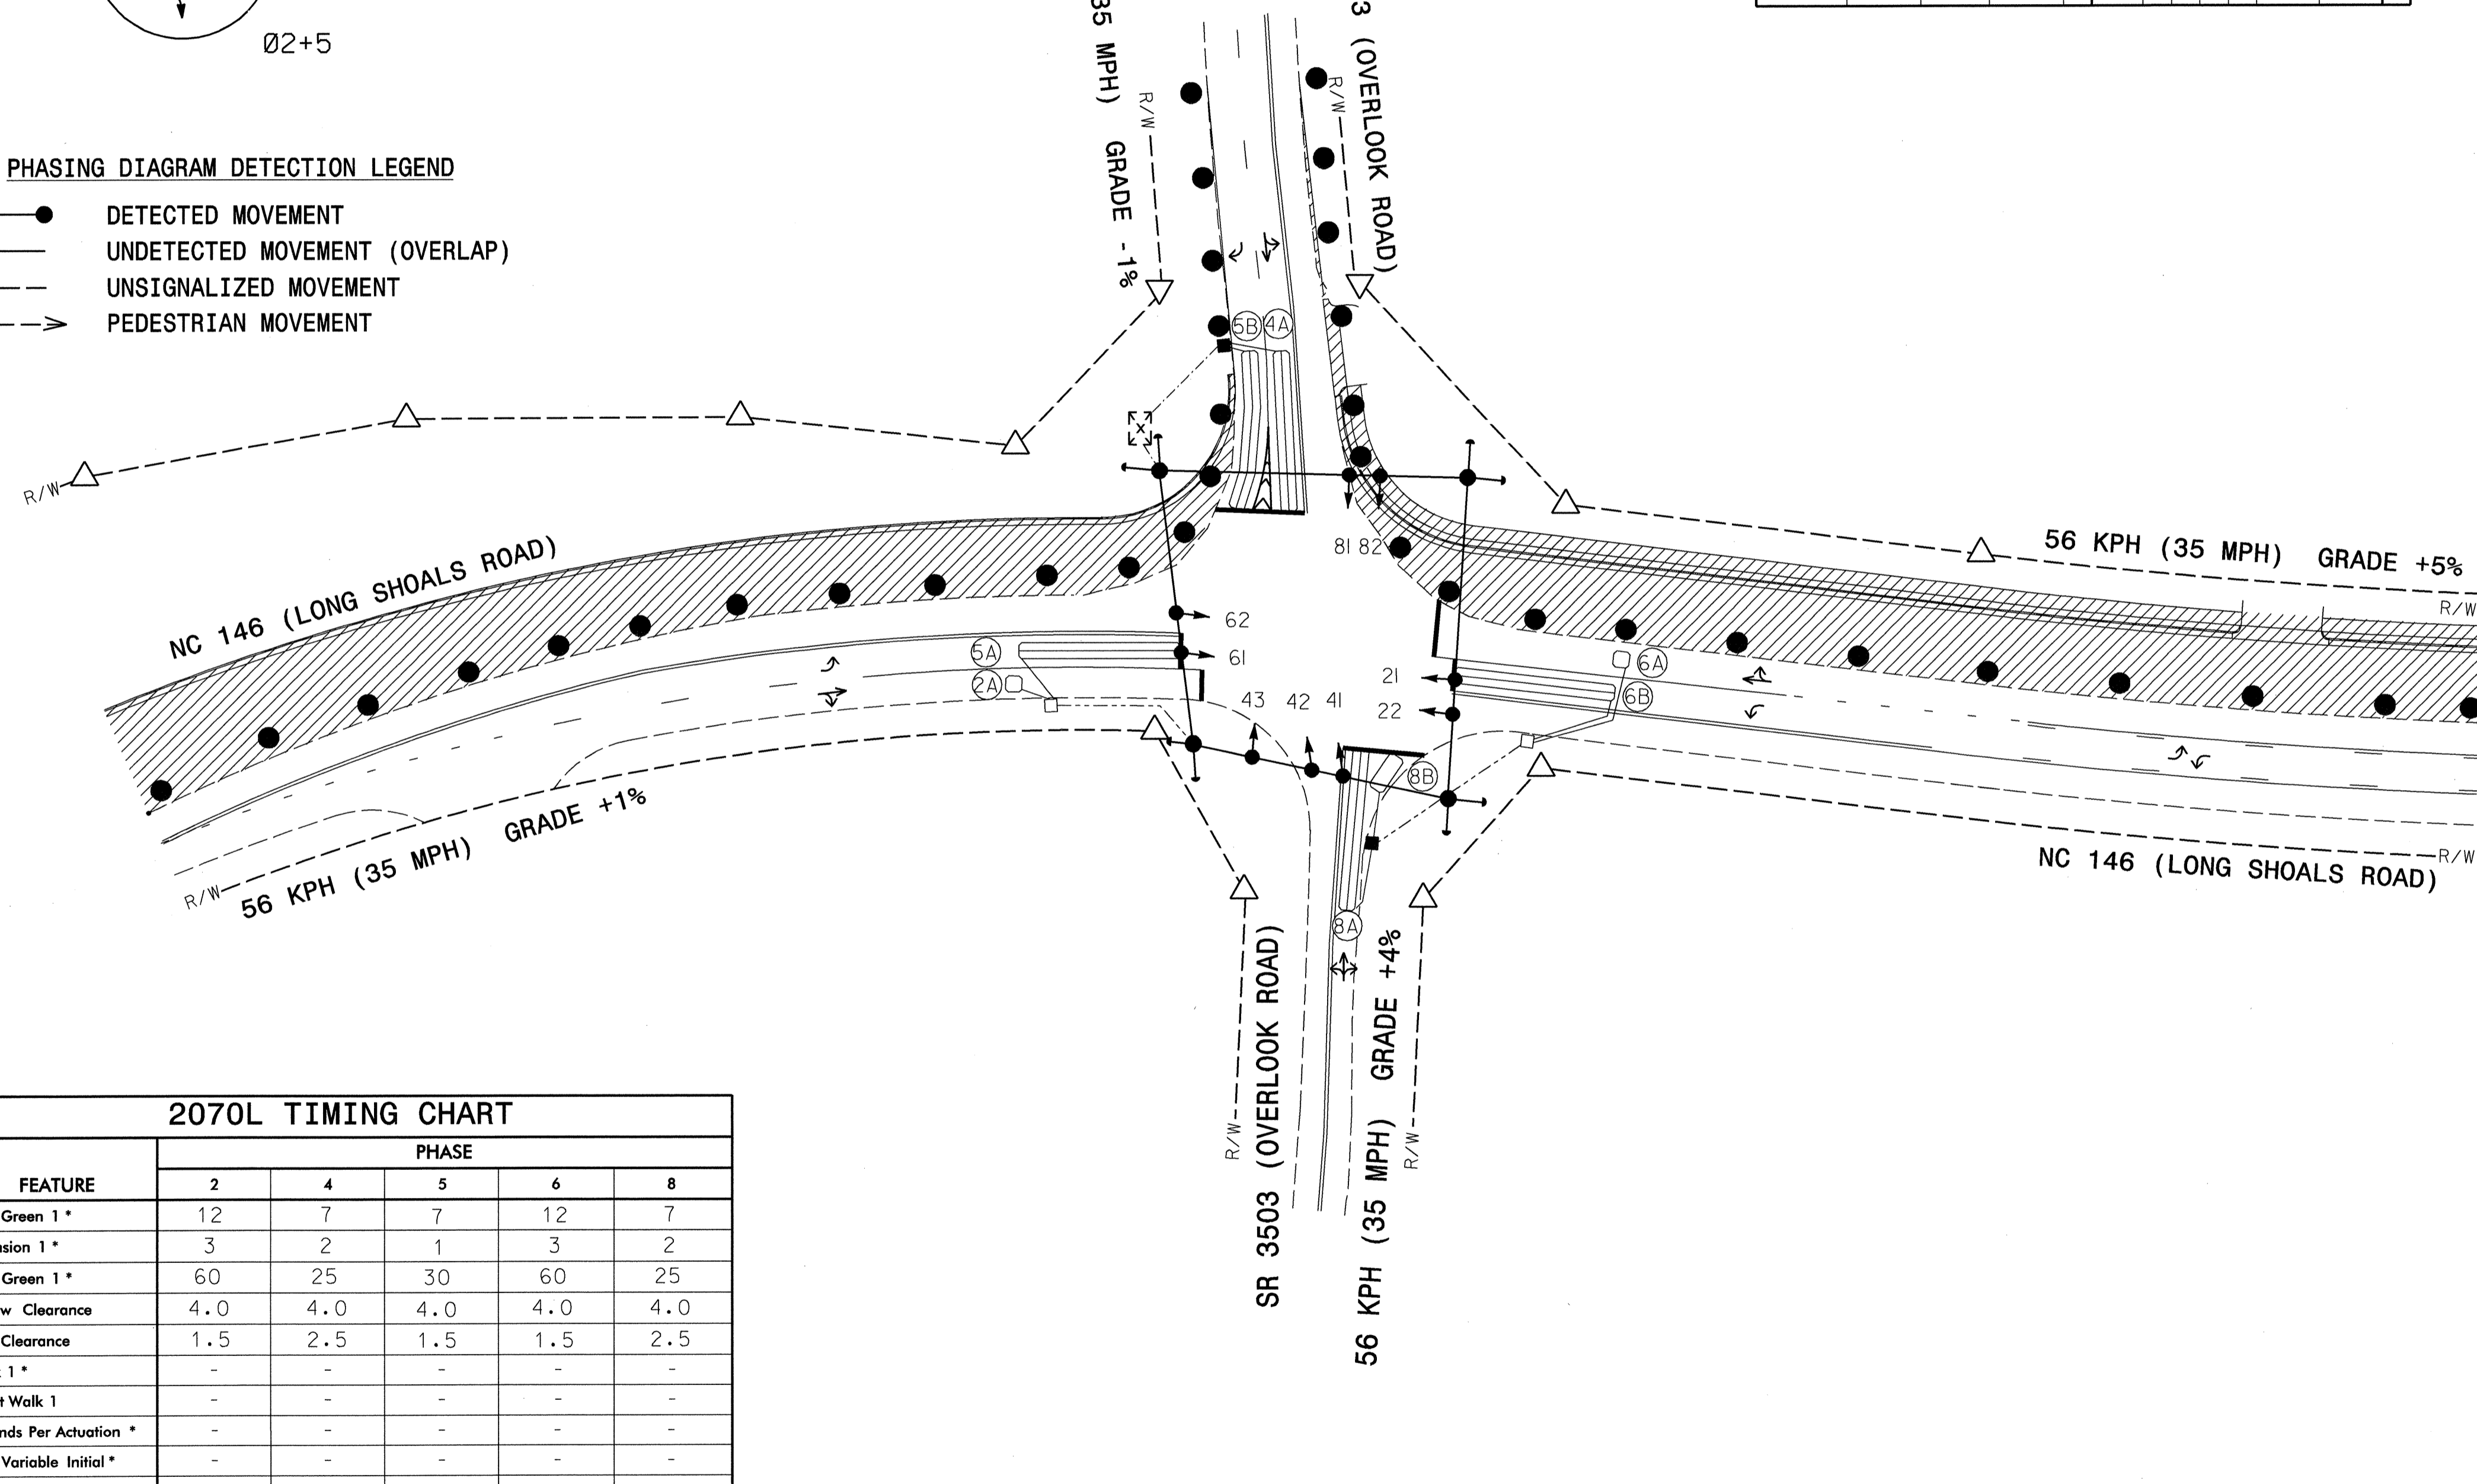 Ø2+5
PHASING DIAGRAM DETECTION LEGEND
DETECTED MOVEMENT
UNDETECTED MOVEMENT (OVERLAP)
UNSIGNALIZED MOVEMENT
PEDESTRIAN MOVEMENT
35 MPH) GRADE -1%
R/W
R/W
3 (OVERLOOK ROAD)
5B
4A
R/W
NC 146 (LONG SHOALS ROAD)
81 82
56 KPH (35 MPH) GRADE +5%
R/W
62
61
5A
2A
6A
6B
21
22
43 42 41
8B
R/W
56 KPH (35 MPH) GRADE +1%
NC 146 (LONG SHOALS ROAD)
R/W
8A
R/W
SR 3503 (OVERLOOK ROAD)
56 KPH (35 MPH) GRADE +4%
R/W
2070L TIMING CHART
PHASE
FEATURE 2 4 5 6 8
Green 1 * 12 7 7 12 7
sion 1 * 3 2 1 3 2
Green 1 * 60 25 30 60 25
w Clearance 4.0 4.0 4.0 4.0 4.0
Clearance 1.5 2.5 1.5 1.5 2.5
1 * - - - - -
t Walk 1 - - - - -
nds Per Actuation * - - - - -
Variable Initial * - - - - -